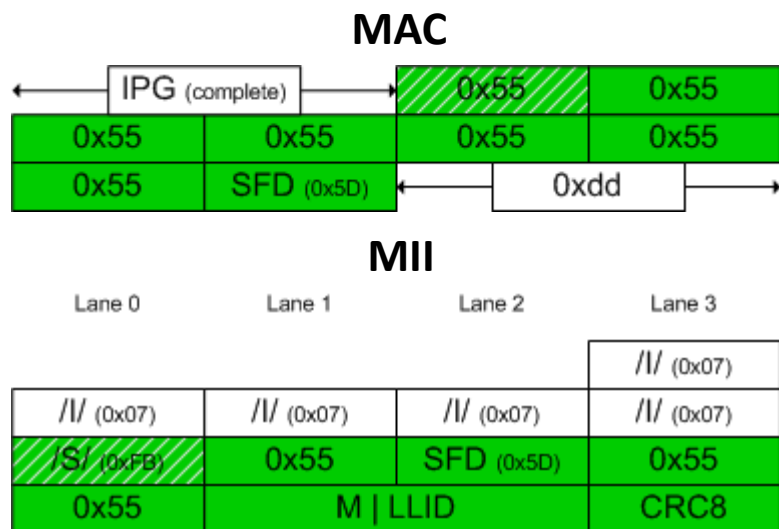 MAC
IPG (complete) 0x55 0x55
0x55 0x55 0x55 0x55
0x55 SFD (0x5D) 0xdd
MII
Lane 0 Lane 1 Lane 2 Lane 3
/I/ (0x07)
/I/ (0x07) /I/ (0x07) /I/ (0x07) /I/ (0x07)
/S/ (0xFB) 0x55 SFD (0x5D) 0x55
0x55 M | LLID CRC8